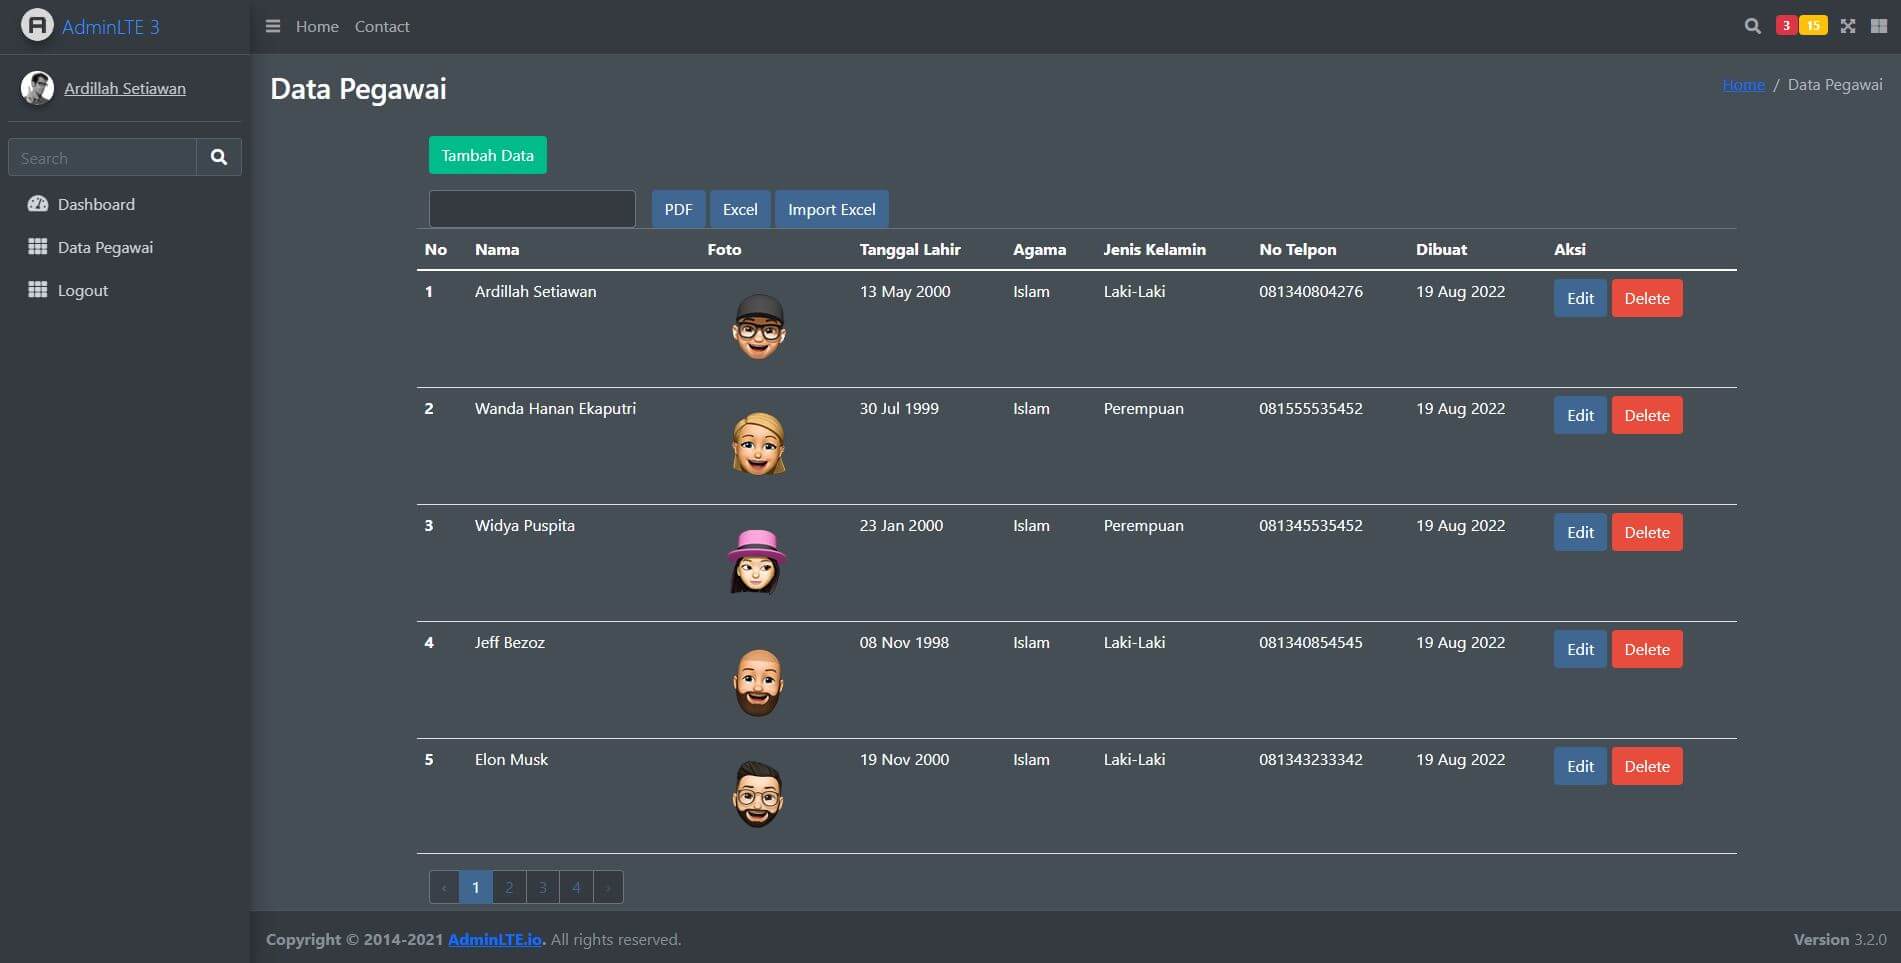 AdminLTE 3
Home Contact
3 15
Ardillah Setiawan
Search
Dashboard
Data Pegawai
Logout
Data Pegawai
Home / Data Pegawai
Tambah Data
PDF Excel Import Excel
No Nama Foto Tanggal Lahir Agama Jenis Kelamin No Telpon Dibuat Aksi
1 Ardillah Setiawan 13 May 2000 Islam Laki-Laki 081340804276 19 Aug 2022 Edit Delete
2 Wanda Hanan Ekaputri 30 Jul 1999 Islam Perempuan 081555535452 19 Aug 2022 Edit Delete
3 Widya Puspita 23 Jan 2000 Islam Perempuan 081345535452 19 Aug 2022 Edit Delete
4 Jeff Bezoz 08 Nov 1998 Islam Laki-Laki 081340854545 19 Aug 2022 Edit Delete
5 Elon Musk 19 Nov 2000 Islam Laki-Laki 081343233342 19 Aug 2022 Edit Delete
‹ 1 2 3 4 ›
Copyright © 2014-2021 AdminLTE.io. All rights reserved.
Version 3.2.0